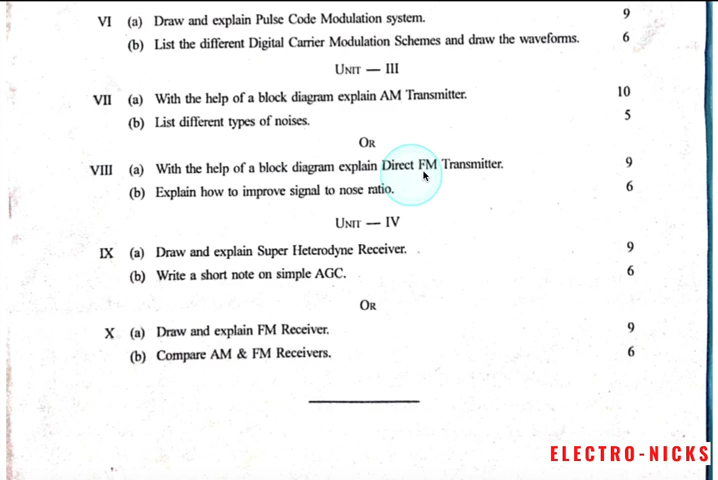 VI (a) Draw and explain Pulse Code Modulation system. 9
(b) List the different Digital Carrier Modulation Schemes and draw the waveforms. 6
UNIT — III
VII (a) With the help of a block diagram explain AM Transmitter. 10
(b) List different types of noises. 5
OR
VIII (a) With the help of a block diagram explain Direct FM Transmitter. 9
(b) Explain how to improve signal to nose ratio. 6
UNIT — IV
IX (a) Draw and explain Super Heterodyne Receiver. 9
(b) Write a short note on simple AGC. 6
OR
X (a) Draw and explain FM Receiver. 9
(b) Compare AM & FM Receivers. 6
ELECTRO-NICKS